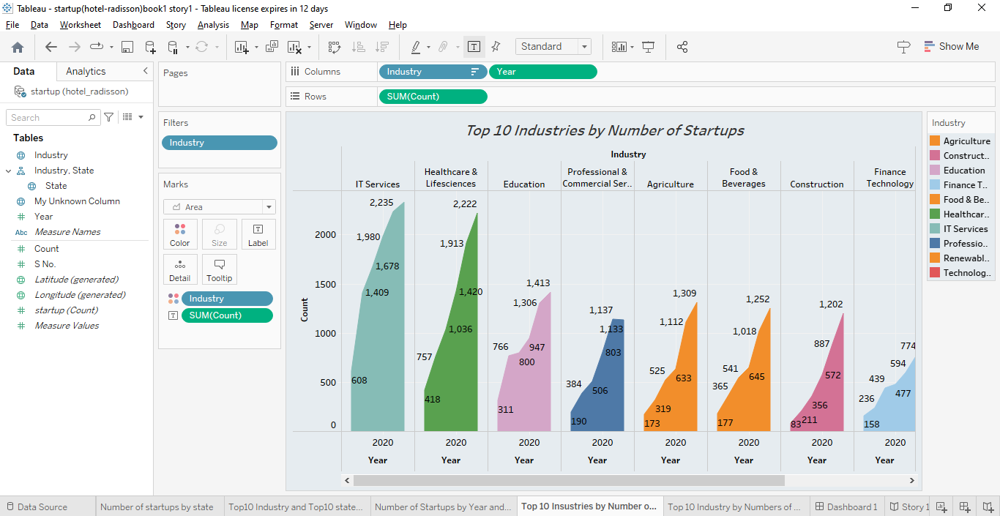 Tableau - startup(hotel-radisson)book1 story1 - Tableau license expires in 12 days
File Data Worksheet Dashboard Story Analysis Map Format Server Window Help
Standard
Show Me
Data Analytics
startup (hotel_radisson)
Search
Tables
Industry
Industry, State
State
My Unknown Column
Year
Abc Measure Names
Count
S No.
Latitude (generated)
Longitude (generated)
startup (Count)
Measure Values
Pages
Filters
Industry
Marks
Area
Color Size Label
Detail Tooltip
Industry
SUM(Count)
Columns Industry Year
Rows SUM(Count)
Top 10 Industries by Number of Startups
Industry
IT Services
Healthcare &
Lifesciences
Education
Professional &
Commercial Ser..
Agriculture
Food &
Beverages
Construction
Finance
Technology
Count
2000
1500
1000
500
0
2,235
1,980
1,678
1,409
608
2,222
1,913
1,420
1,036
757
418
1,413
1,306
947
800
766
311
1,137
1,133
803
506
384
190
1,309
1,112
633
525
319
173
1,252
1,018
645
541
365
177
1,202
887
572
356
211
83
774
594
477
439
236
158
2020 2020 2020 2020 2020 2020 2020 2020
Year Year Year Year Year Year Year Year
Industry
Agriculture
Construct..
Education
Finance T..
Food & Be..
Healthcar..
IT Services
Professio..
Renewabl..
Technolog..
Data Source
Number of startups by state
Top10 Industry and Top10 state...
Number of Startups by Year and...
Top 10 Insustries by Number o...
Top 10 Industry by Numbers of ...
Dashboard 1
Story 1